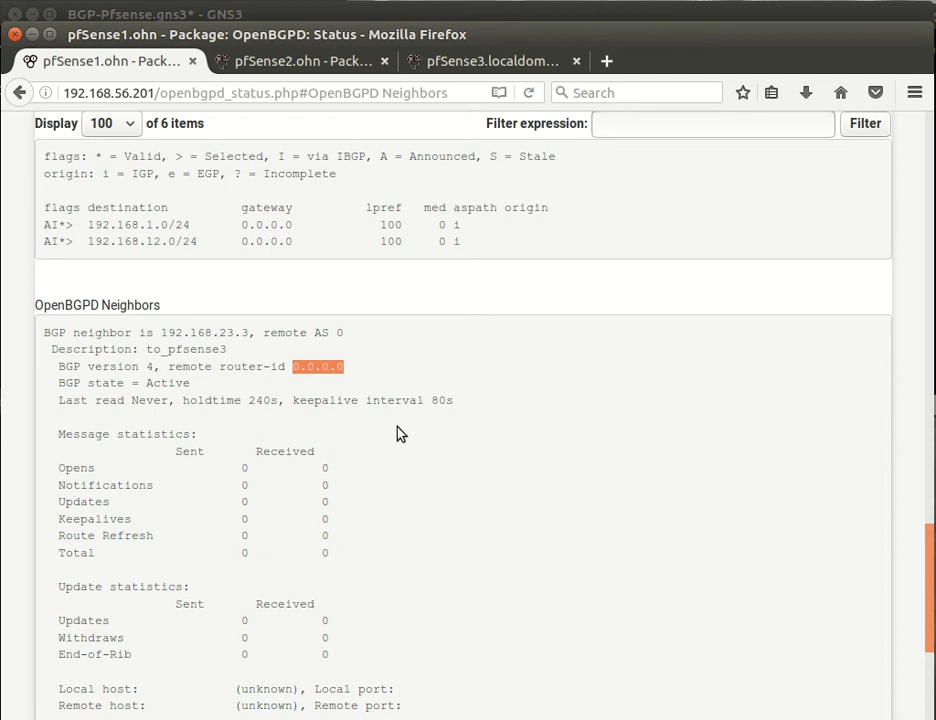 BGP-Pfsense.gns3* - GNS3
pfSense1.ohn - Package: OpenBGPD: Status - Mozilla Firefox
pfSense1.ohn - Pack... × pfSense2.ohn - Pack... × pfSense3.localdom... × +
192.168.56.201/openbgpd_status.php#OpenBGPD Neighbors Search
Display 100 of 6 items Filter expression: Filter
flags: * = Valid, > = Selected, I = via IBGP, A = Announced, S = Stale
origin: i = IGP, e = EGP, ? = Incomplete
flags destination gateway lpref med aspath origin
AI*> 192.168.1.0/24 0.0.0.0 100 0 i
AI*> 192.168.12.0/24 0.0.0.0 100 0 i
OpenBGPD Neighbors
BGP neighbor is 192.168.23.3, remote AS 0
Description: to_pfsense3
BGP version 4, remote router-id 0.0.0.0
BGP state = Active
Last read Never, holdtime 240s, keepalive interval 80s
Message statistics:
Sent Received
Opens 0 0
Notifications 0 0
Updates 0 0
Keepalives 0 0
Route Refresh 0 0
Total 0 0
Update statistics:
Sent Received
Updates 0 0
Withdraws 0 0
End-of-Rib 0 0
Local host: (unknown), Local port:
Remote host: (unknown), Remote port: